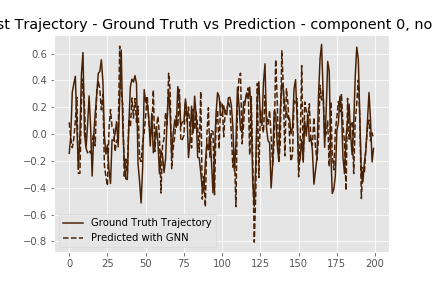 st Trajectory - Ground Truth vs Prediction - component 0, no
0.6
0.4
0.2
0.0
−0.2
−0.4
−0.6
−0.8
Ground Truth Trajectory
Predicted with GNN
0 25 50 75 100 125 150 175 200